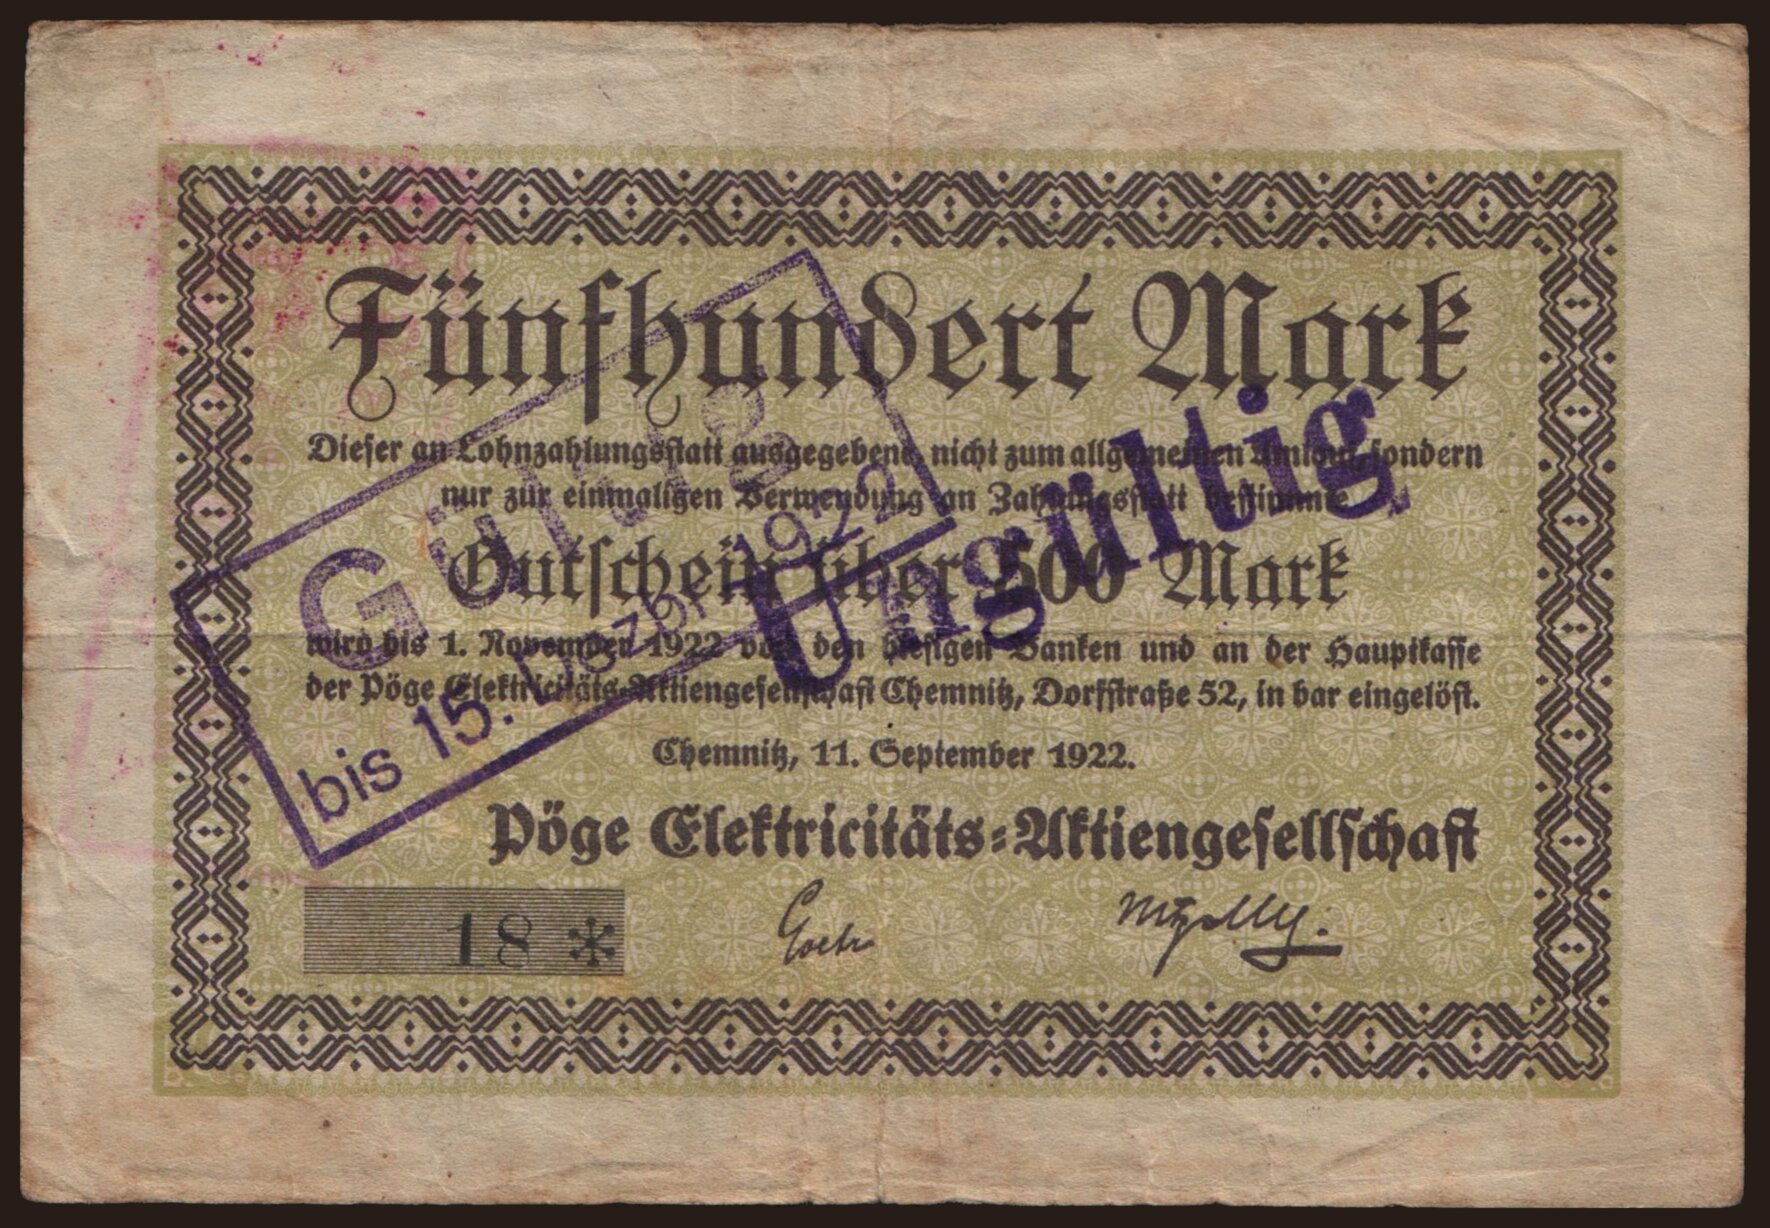 Fünfhundert Mark
Dieser an Lohnzahlungsstatt ausgegebene, nicht zum allgemeinen Umlauf, sondern
nur zur einmaligen Verwendung an Zahlungsstatt bestimmte
Gutschein über 500 Mark
wird bis 1. November 1922 von den hiesigen Banken und an der Hauptkasse
der Pöge Elektricitäts-Aktiengesellschaft Chemnitz, Dorfstraße 52, in bar eingelöst.
Chemnitz, 11. September 1922.
Pöge Elektricitäts-Aktiengesellschaft
18 *
Gültig
bis 15. Dezbr. 1922
Ungültig